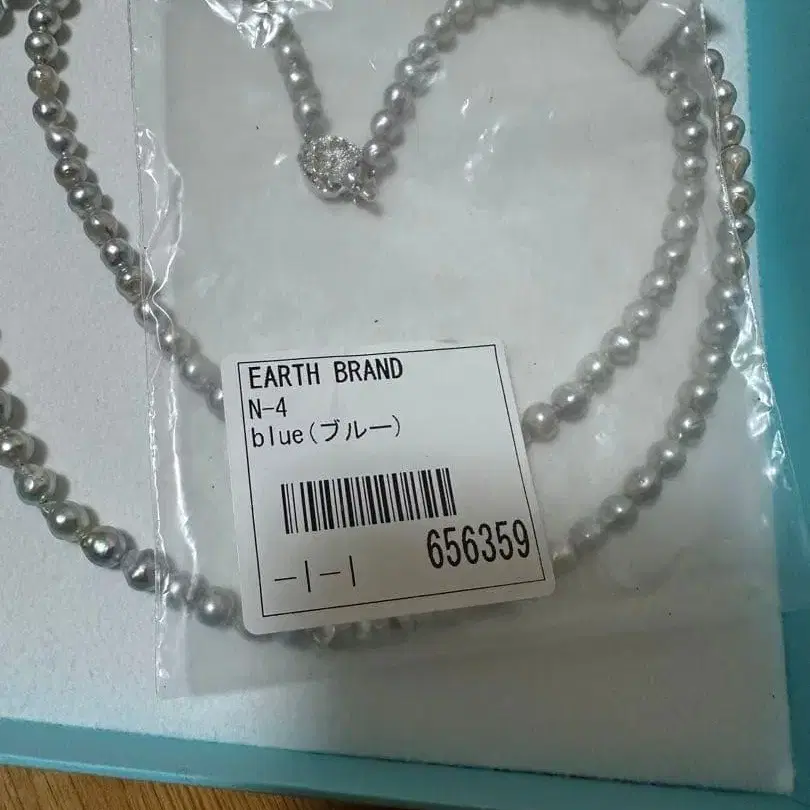 EARTH BRAND
N-4
blue(ブルー)
656359
-|-|